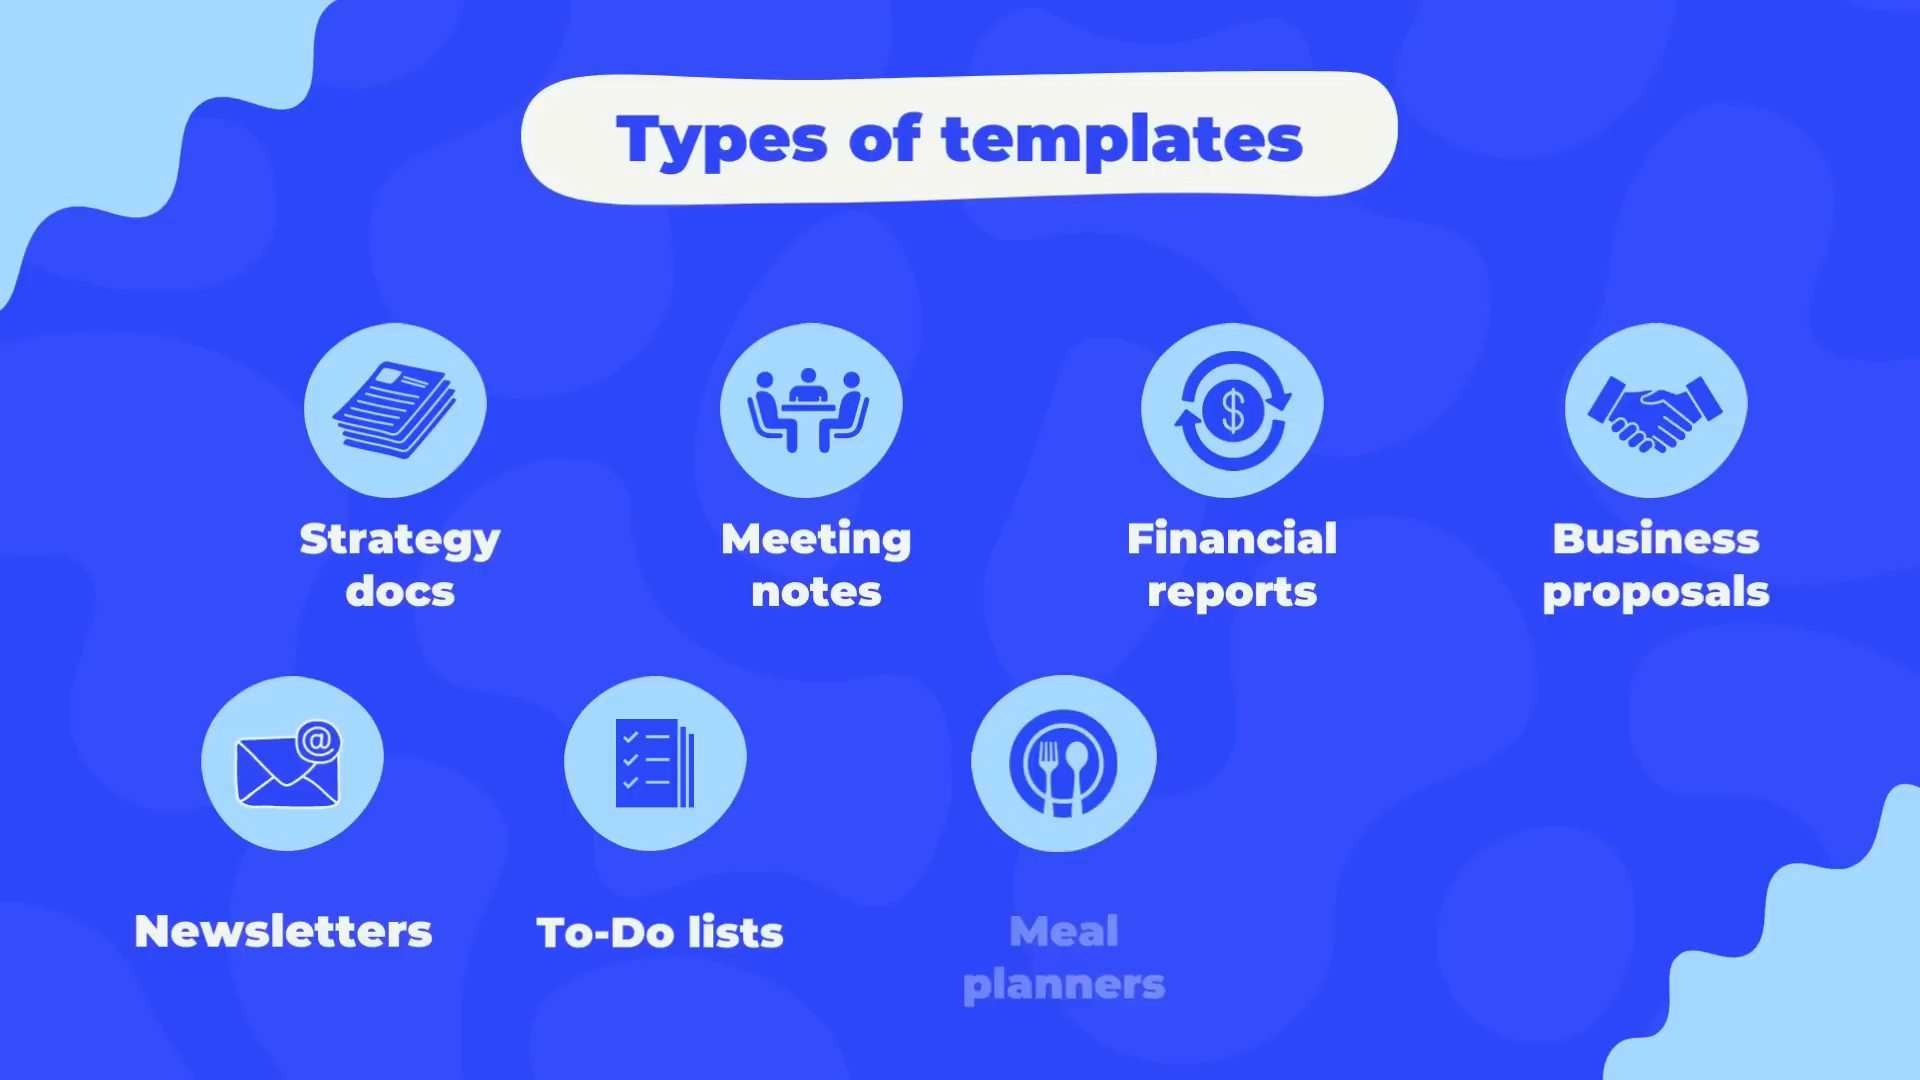 Types of templates
Strategy
docs
Meeting
notes
Financial
reports
Business
proposals
Newsletters
To-Do lists
Meal
planners